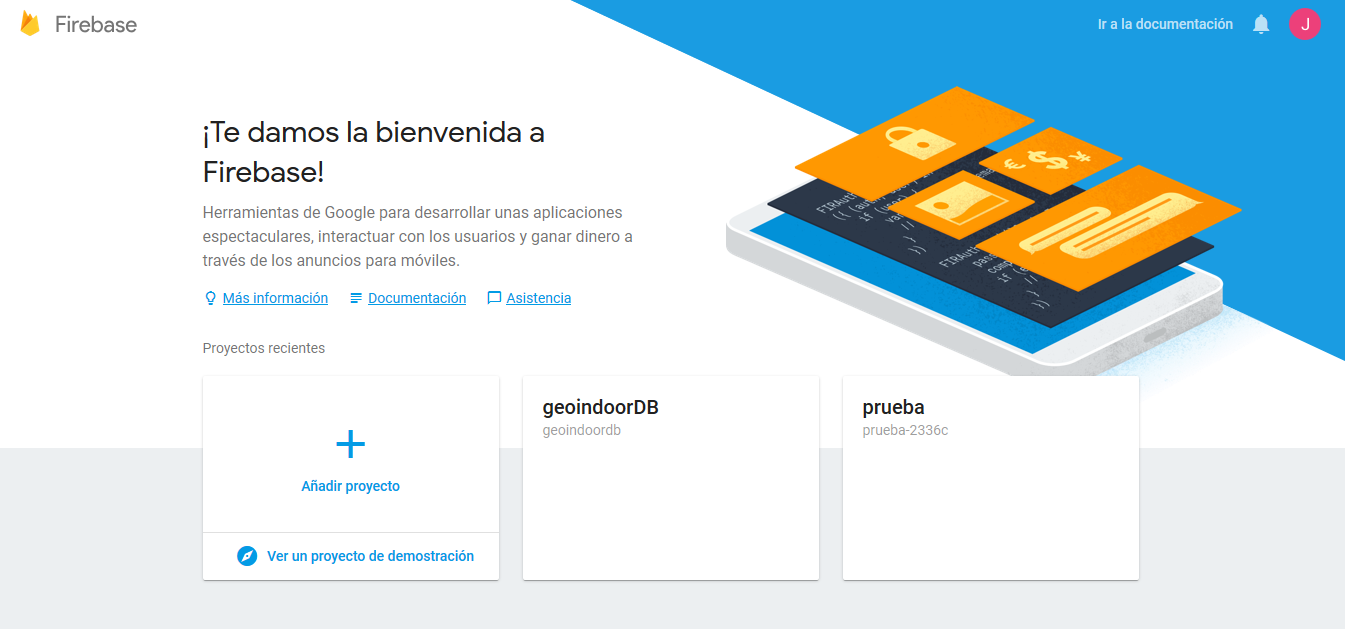 Firebase
Ir a la documentación
J
¡Te damos la bienvenida a
Firebase!
Herramientas de Google para desarrollar unas aplicaciones
espectaculares, interactuar con los usuarios y ganar dinero a
través de los anuncios para móviles.
Más información
Documentación
Asistencia
Proyectos recientes
Añadir proyecto
Ver un proyecto de demostración
geoindoorDB
geoindoordb
prueba
prueba-2336c